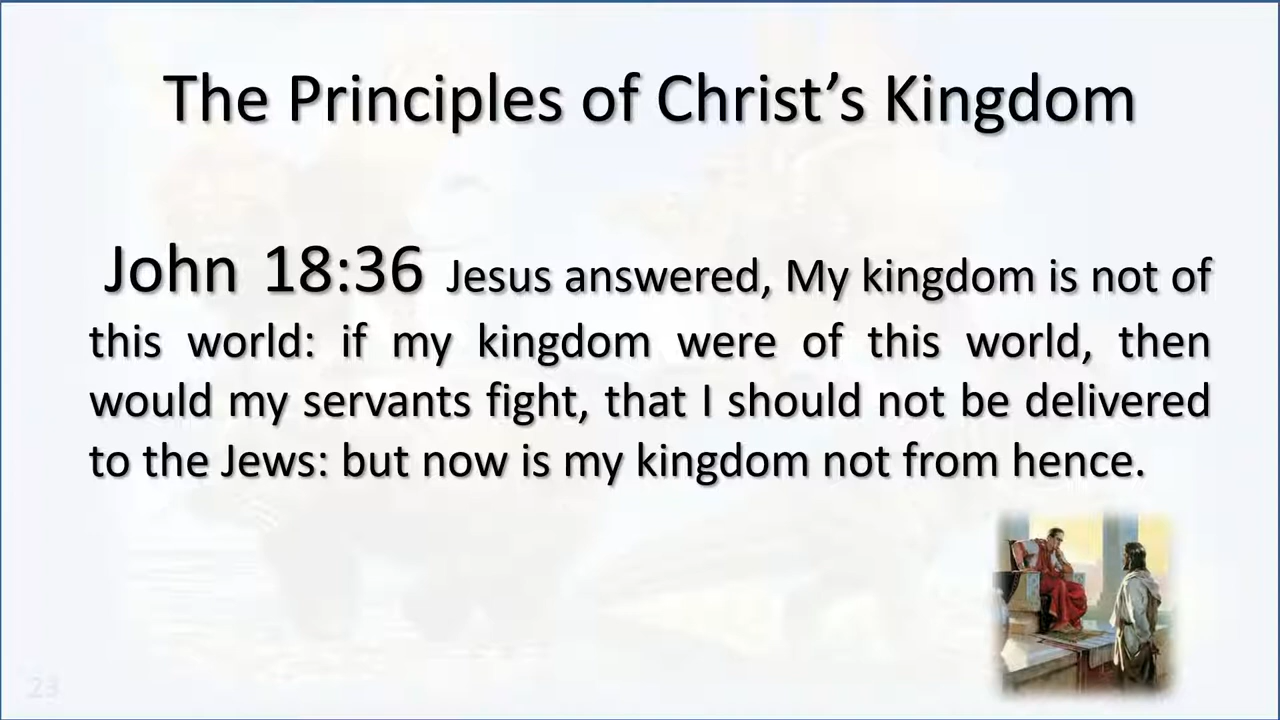 The Principles of Christ’s Kingdom
John 18:36 Jesus answered, My kingdom is not of
this world: if my kingdom were of this world, then
would my servants fight, that I should not be delivered
to the Jews: but now is my kingdom not from hence.
23